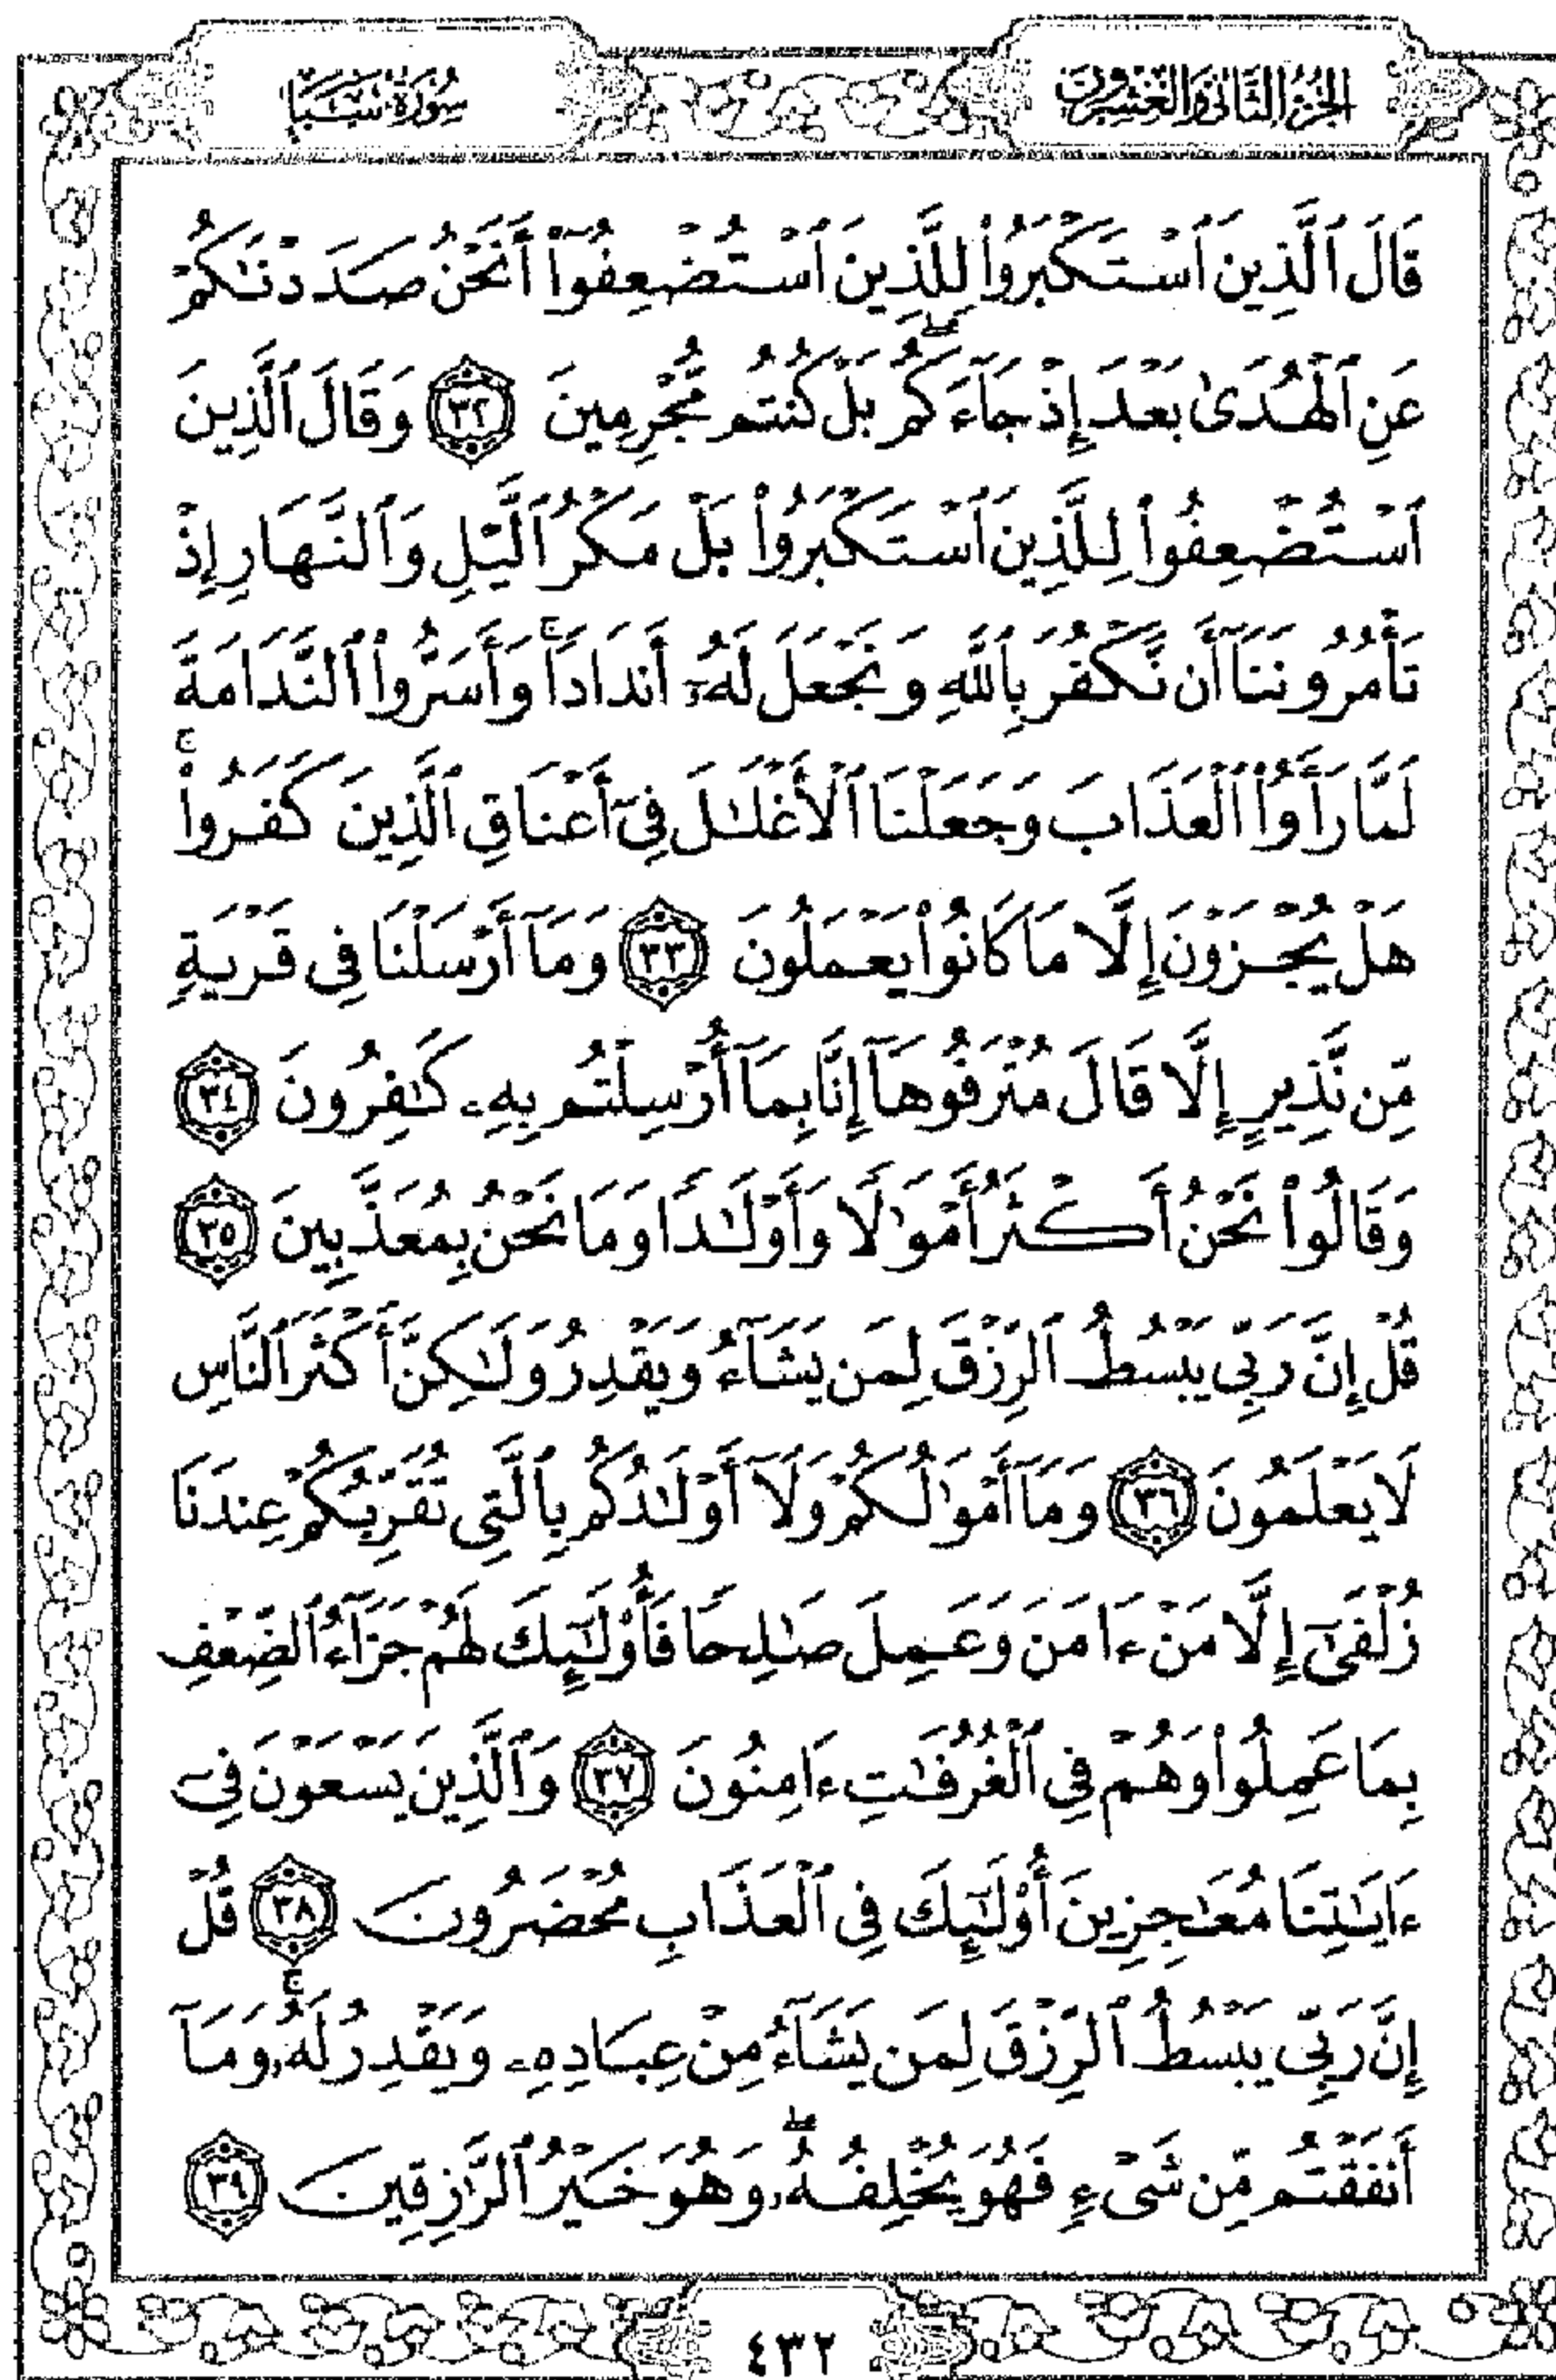 الجزء الثاني والعشرون
سورة سبأ
قَالَ ٱلَّذِينَ ٱسْتَكْبَرُوا۟ لِلَّذِينَ ٱسْتُضْعِفُوٓا۟ أَنَحْنُ صَدَدْنَٰكُمْ
عَنِ ٱلْهُدَىٰ بَعْدَ إِذْ جَآءَكُم ۖ بَلْ كُنتُم مُّجْرِمِينَ ٣٢ وَقَالَ ٱلَّذِينَ
ٱسْتُضْعِفُوا۟ لِلَّذِينَ ٱسْتَكْبَرُوا۟ بَلْ مَكْرُ ٱلَّيْلِ وَٱلنَّهَارِ إِذْ
تَأْمُرُونَنَآ أَن نَّكْفُرَ بِٱللَّهِ وَنَجْعَلَ لَهُۥٓ أَندَادًا ۚ وَأَسَرُّوا۟ ٱلنَّدَامَةَ
لَمَّا رَأَوُا۟ ٱلْعَذَابَ وَجَعَلْنَا ٱلْأَغْلَٰلَ فِىٓ أَعْنَاقِ ٱلَّذِينَ كَفَرُوا۟ ۚ
هَلْ يُجْزَوْنَ إِلَّا مَا كَانُوا۟ يَعْمَلُونَ ٣٣ وَمَآ أَرْسَلْنَا فِى قَرْيَةٍ
مِّن نَّذِيرٍ إِلَّا قَالَ مُتْرَفُوهَآ إِنَّا بِمَآ أُرْسِلْتُم بِهِۦ كَٰفِرُونَ ٣٤
وَقَالُوا۟ نَحْنُ أَكْثَرُ أَمْوَٰلًا وَأَوْلَٰدًا وَمَا نَحْنُ بِمُعَذَّبِينَ ٣٥
قُلْ إِنَّ رَبِّى يَبْسُطُ ٱلرِّزْقَ لِمَن يَشَآءُ وَيَقْدِرُ وَلَٰكِنَّ أَكْثَرَ ٱلنَّاسِ
لَا يَعْلَمُونَ ٣٦ وَمَآ أَمْوَٰلُكُمْ وَلَآ أَوْلَٰدُكُم بِٱلَّتِى تُقَرِّبُكُمْ عِندَنَا
زُلْفَىٰٓ إِلَّا مَنْ ءَامَنَ وَعَمِلَ صَٰلِحًا فَأُو۟لَٰٓئِكَ لَهُمْ جَزَآءُ ٱلضِّعْفِ
بِمَا عَمِلُوا۟ وَهُمْ فِى ٱلْغُرُفَٰتِ ءَامِنُونَ ٣٧ وَٱلَّذِينَ يَسْعَوْنَ فِىٓ
ءَايَٰتِنَا مُعَٰجِزِينَ أُو۟لَٰٓئِكَ فِى ٱلْعَذَابِ مُحْضَرُونَ ٣٨ قُلْ
إِنَّ رَبِّى يَبْسُطُ ٱلرِّزْقَ لِمَن يَشَآءُ مِنْ عِبَادِهِۦ وَيَقْدِرُ لَهُۥ ۚ وَمَآ
أَنفَقْتُم مِّن شَىْءٍ فَهُوَ يُخْلِفُهُۥ ۖ وَهُوَ خَيْرُ ٱلرَّٰزِقِينَ ٣٩
٤٣٢